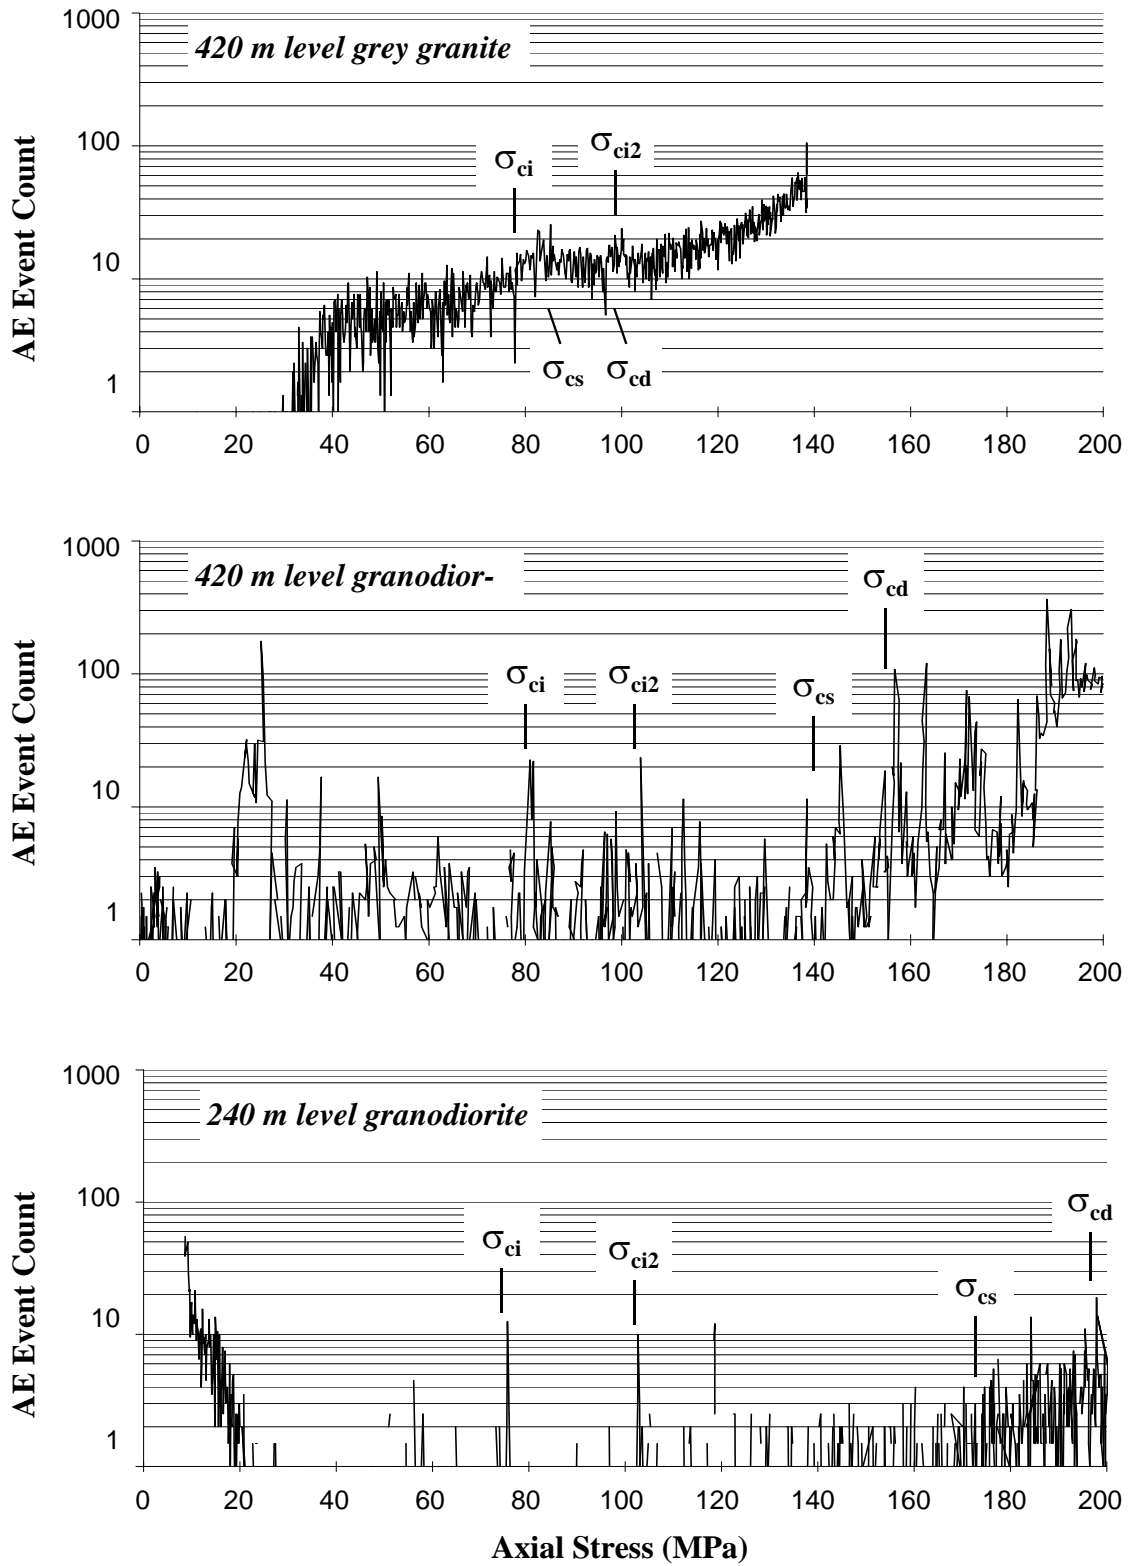 1000
420 m level grey granite
100
σci
σci2
10
σcs
σcd
1
0 20 40 60 80 100 120 140 160 180 200
AE Event Count
1000
420 m level granodior-
σcd
100
σci
σci2
σcs
10
1
0 20 40 60 80 100 120 140 160 180 200
AE Event Count
1000
240 m level granodiorite
100
σcd
σci
σci2
σcs
10
1
0 20 40 60 80 100 120 140 160 180 200
AE Event Count
Axial Stress (MPa)